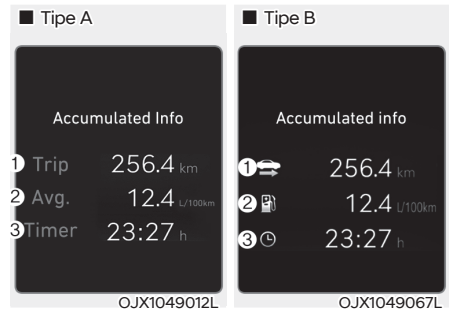 ■ Tipe A
Accumulated Info
1 Trip 256.4 km
2 Avg. 12.4 L/100km
3 Timer 23:27 h
OJX1049012L
■ Tipe B
Accumulated info
1 256.4 km
2 12.4 L/100km
3 23:27 h
OJX1049067L